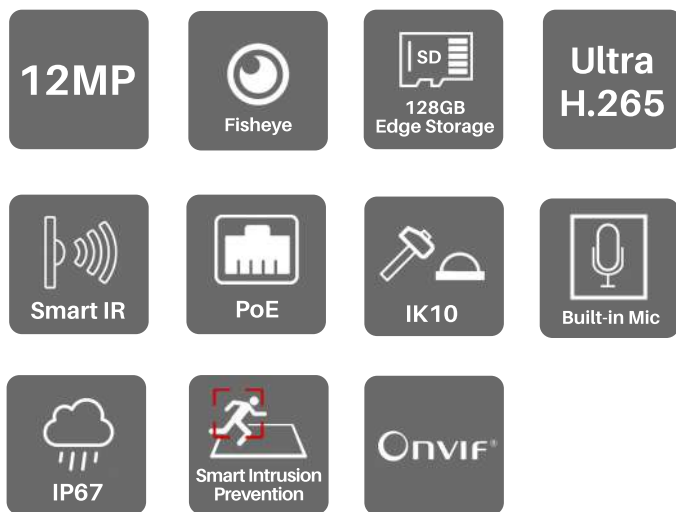 12MP
Fisheye
SD
128GB
Edge Storage
Ultra
H.265
Smart IR
PoE
IK10
Built-in Mic
IP67
Smart Intrusion
Prevention
ONVIF®